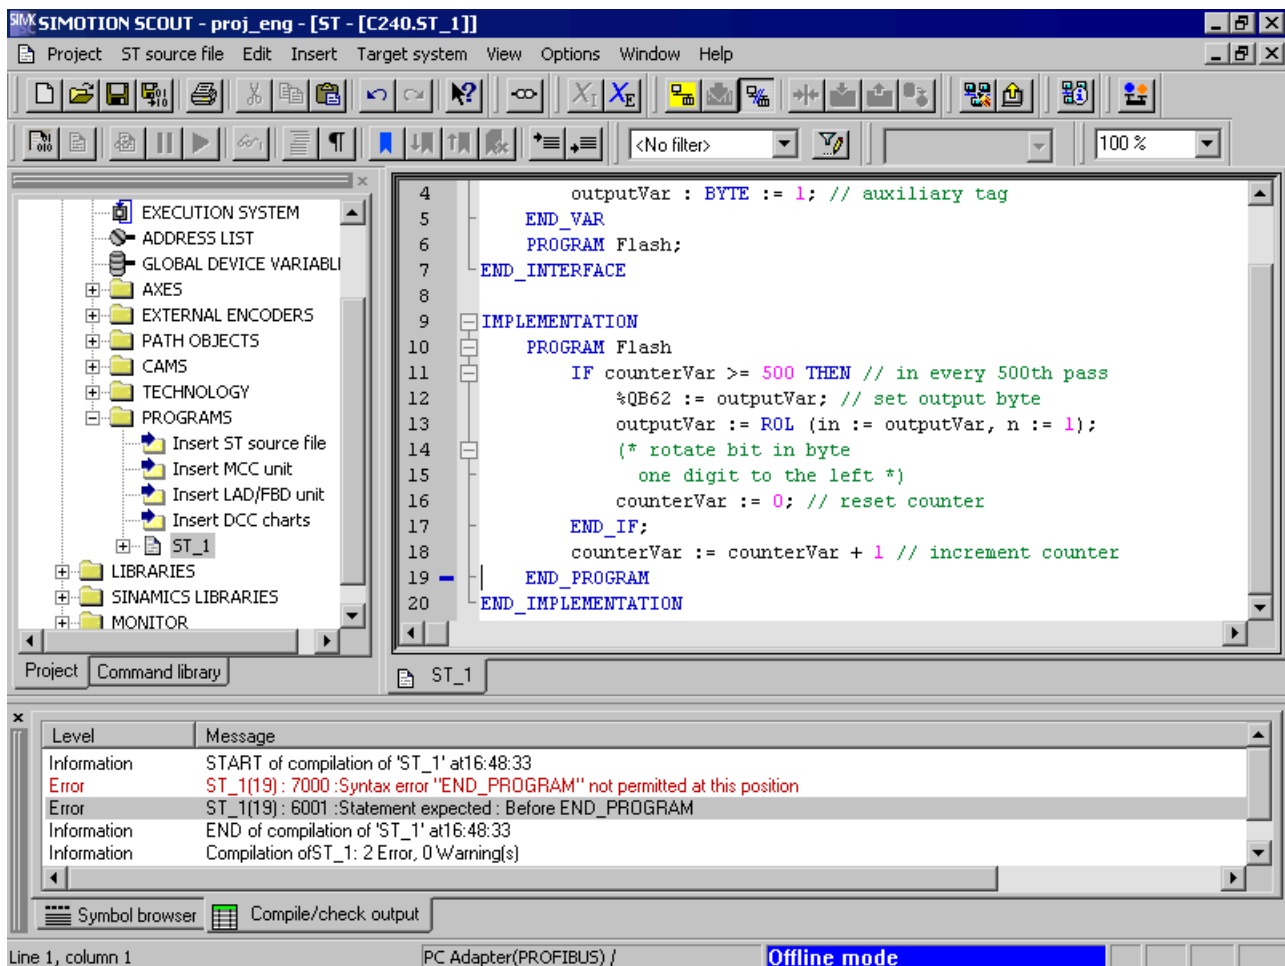 SIMOTION SCOUT - proj_eng - [ST - [C240.ST_1]]
Project ST source file Edit Insert Target system View Options Window Help
<No filter> 100 %
EXECUTION SYSTEM
ADDRESS LIST
GLOBAL DEVICE VARIABLI
AXES
EXTERNAL ENCODERS
PATH OBJECTS
CAMS
TECHNOLOGY
PROGRAMS
Insert ST source file
Insert MCC unit
Insert LAD/FBD unit
Insert DCC charts
ST_1
LIBRARIES
SINAMICS LIBRARIES
MONITOR
Project Command library
4 outputVar : BYTE := 1; // auxiliary tag
5 END_VAR
6 PROGRAM Flash;
7 END_INTERFACE
8
9 IMPLEMENTATION
10 PROGRAM Flash
11 IF counterVar >= 500 THEN // in every 500th pass
12 %QB62 := outputVar; // set output byte
13 outputVar := ROL (in := outputVar, n := 1);
14 (* rotate bit in byte
15 one digit to the left *)
16 counterVar := 0; // reset counter
17 END_IF;
18 counterVar := counterVar + 1 // increment counter
19 END_PROGRAM
20 END_IMPLEMENTATION
ST_1
Level Message
Information START of compilation of 'ST_1' at16:48:33
Error ST_1(19) : 7000 :Syntax error "END_PROGRAM" not permitted at this position
Error ST_1(19) : 6001 :Statement expected : Before END_PROGRAM
Information END of compilation of 'ST_1' at16:48:33
Information Compilation ofST_1: 2 Error, 0 Warning(s)
Symbol browser Compile/check output
Line 1, column 1 PC Adapter(PROFIBUS) / Offline mode